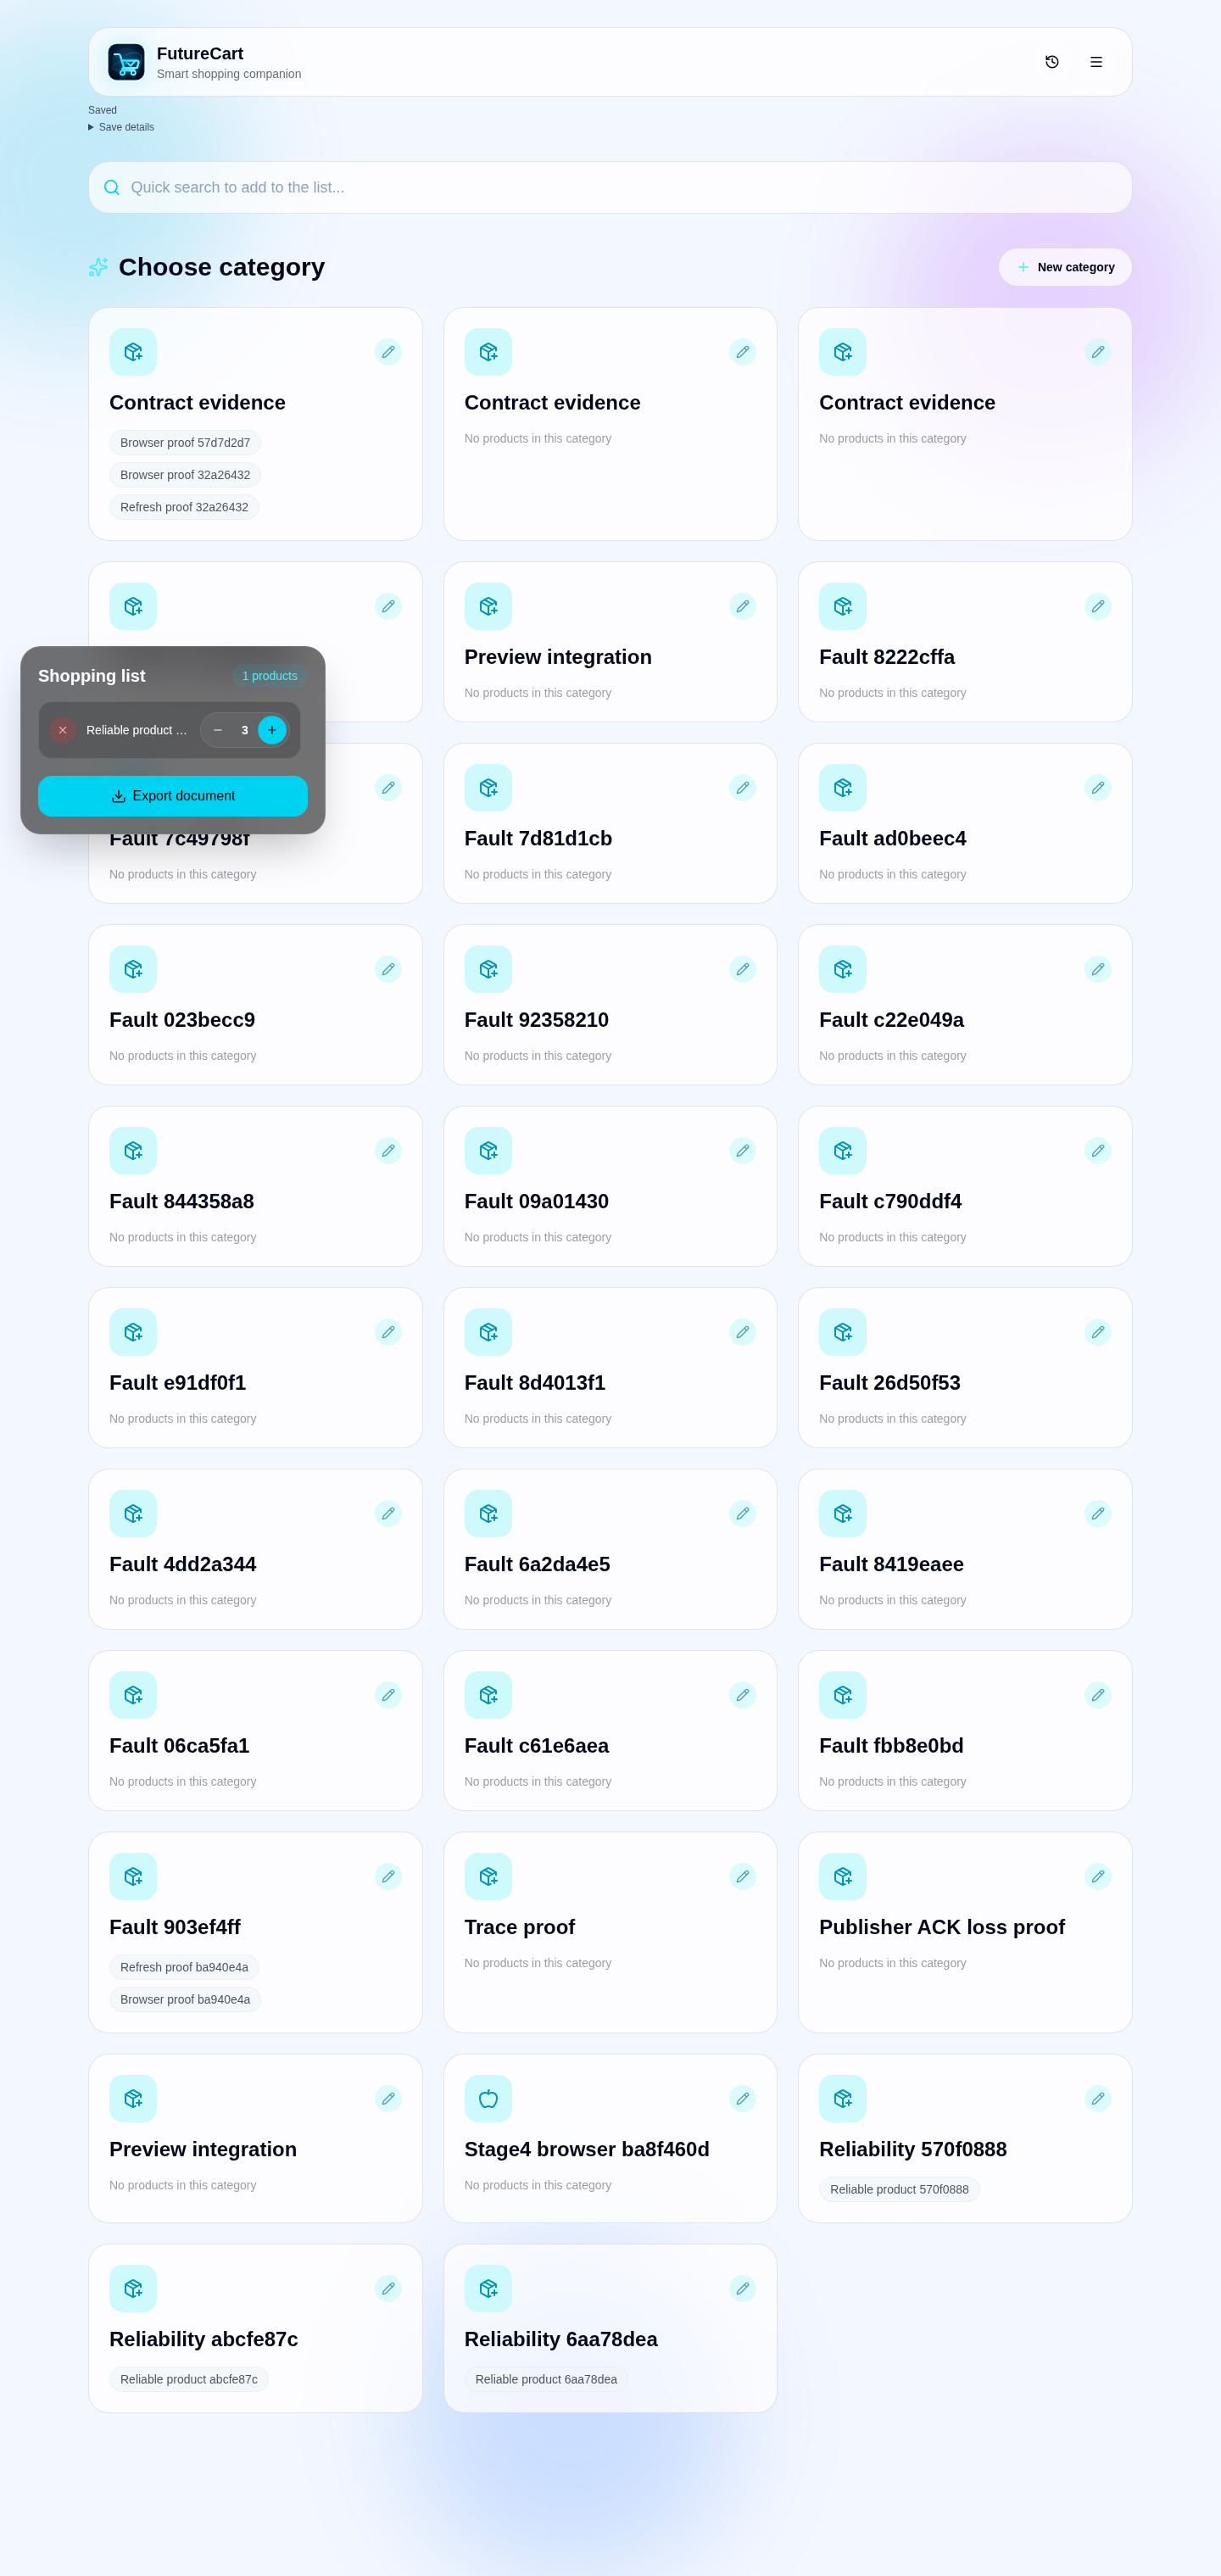 FutureCart
Smart shopping companion
Saved
Save details
Quick search to add to the list...
Choose category
New category
Contract evidence
Browser proof 57d7d2d7
Browser proof 32a26432
Refresh proof 32a26432
Contract evidence
No products in this category
Contract evidence
No products in this category
Preview integration
No products in this category
Fault 8222cffa
No products in this category
Shopping list
1 products
Reliable product ...
3
Export document
Fault 7c49798f
No products in this category
Fault 7d81d1cb
No products in this category
Fault ad0beec4
No products in this category
Fault 023becc9
No products in this category
Fault 92358210
No products in this category
Fault c22e049a
No products in this category
Fault 844358a8
No products in this category
Fault 09a01430
No products in this category
Fault c790ddf4
No products in this category
Fault e91df0f1
No products in this category
Fault 8d4013f1
No products in this category
Fault 26d50f53
No products in this category
Fault 4dd2a344
No products in this category
Fault 6a2da4e5
No products in this category
Fault 8419eaee
No products in this category
Fault 06ca5fa1
No products in this category
Fault c61e6aea
No products in this category
Fault fbb8e0bd
No products in this category
Fault 903ef4ff
Refresh proof ba940e4a
Browser proof ba940e4a
Trace proof
No products in this category
Publisher ACK loss proof
No products in this category
Preview integration
No products in this category
Stage4 browser ba8f460d
No products in this category
Reliability 570f0888
Reliable product 570f0888
Reliability abcfe87c
Reliable product abcfe87c
Reliability 6aa78dea
Reliable product 6aa78dea